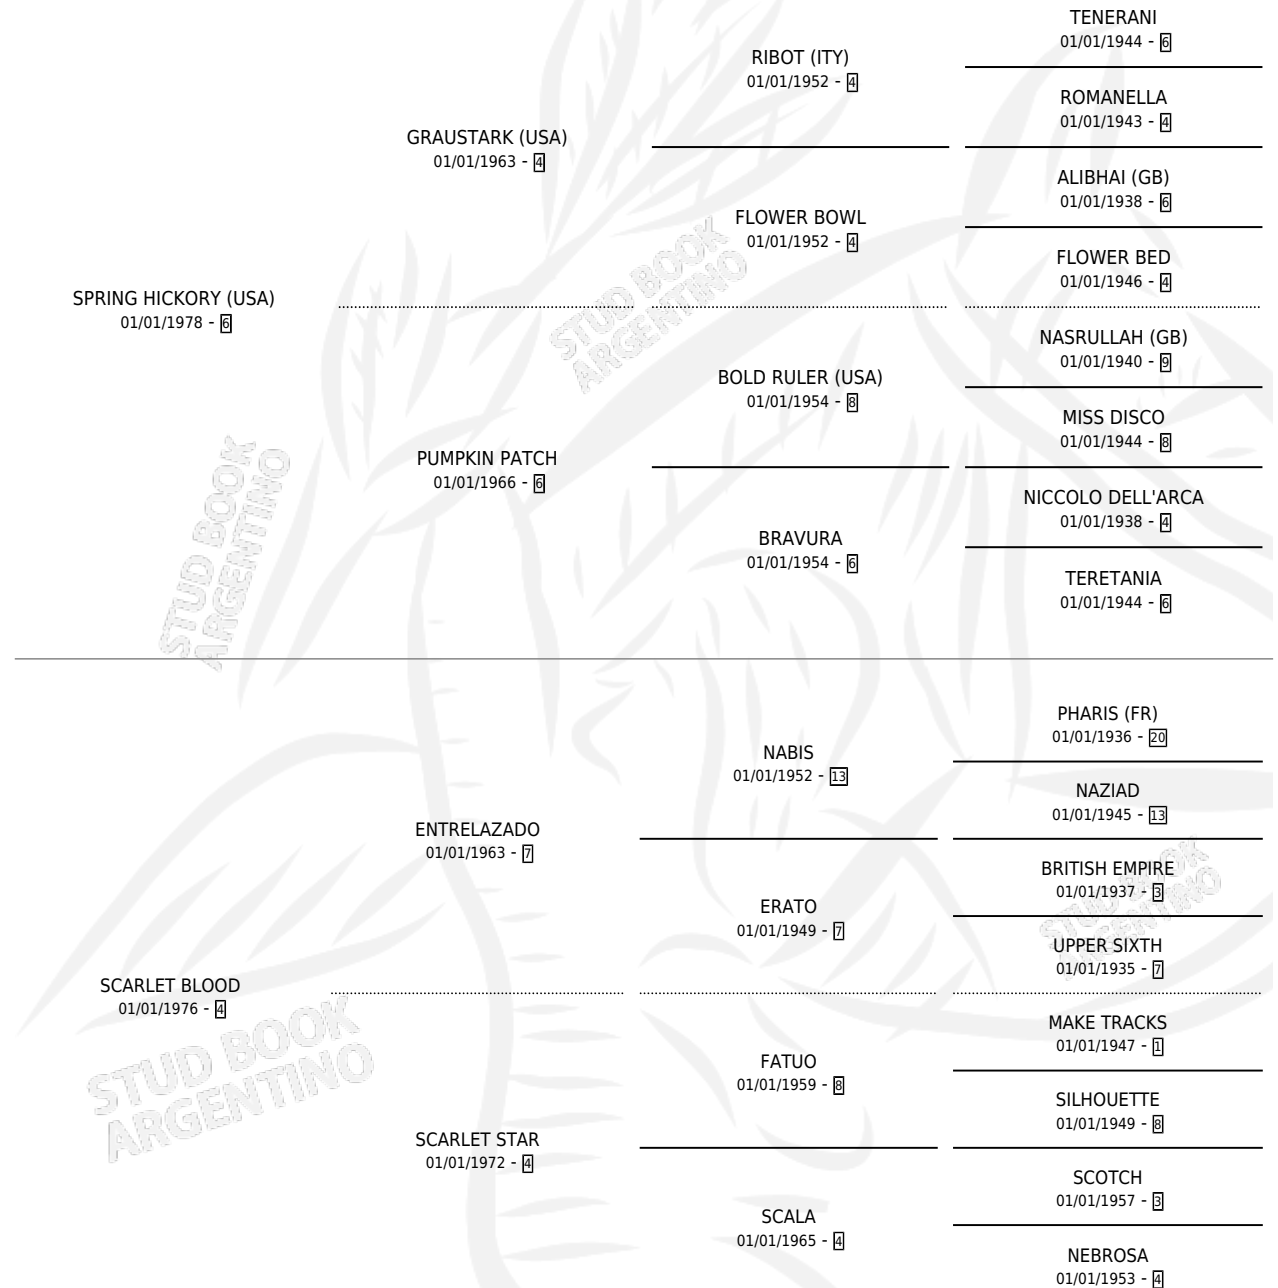 TENERANI
01/01/1944 - 6
RIBOT (ITY)
01/01/1952 - 4
ROMANELLA
01/01/1943 - 4
GRAUSTARK (USA)
01/01/1963 - 4
ALIBHAI (GB)
01/01/1938 - 6
FLOWER BOWL
01/01/1952 - 4
FLOWER BED
01/01/1946 - 4
SPRING HICKORY (USA)
01/01/1978 - 6
STUD BOOK
ARGENTINO
NASRULLAH (GB)
01/01/1940 - 9
BOLD RULER (USA)
01/01/1954 - 8
MISS DISCO
01/01/1944 - 8
PUMPKIN PATCH
01/01/1966 - 6
NICCOLO DELL'ARCA
01/01/1938 - 4
BRAVURA
01/01/1954 - 6
TERETANIA
01/01/1944 - 6
STUD BOOK
ARGENTINO
PHARIS (FR)
01/01/1936 - 20
NABIS
01/01/1952 - 13
NAZIAD
01/01/1945 - 13
ENTRELAZADO
01/01/1963 - 7
BRITISH EMPIRE
01/01/1937 - 3
STUD BOOK
ARGENTINO
ERATO
01/01/1949 - 7
UPPER SIXTH
01/01/1935 - 7
SCARLET BLOOD
01/01/1976 - 4
STUD BOOK
ARGENTINO
MAKE TRACKS
01/01/1947 - 1
FATUO
01/01/1959 - 8
SILHOUETTE
01/01/1949 - 8
SCARLET STAR
01/01/1972 - 4
SCOTCH
01/01/1957 - 3
SCALA
01/01/1965 - 4
NEBROSA
01/01/1953 - 4